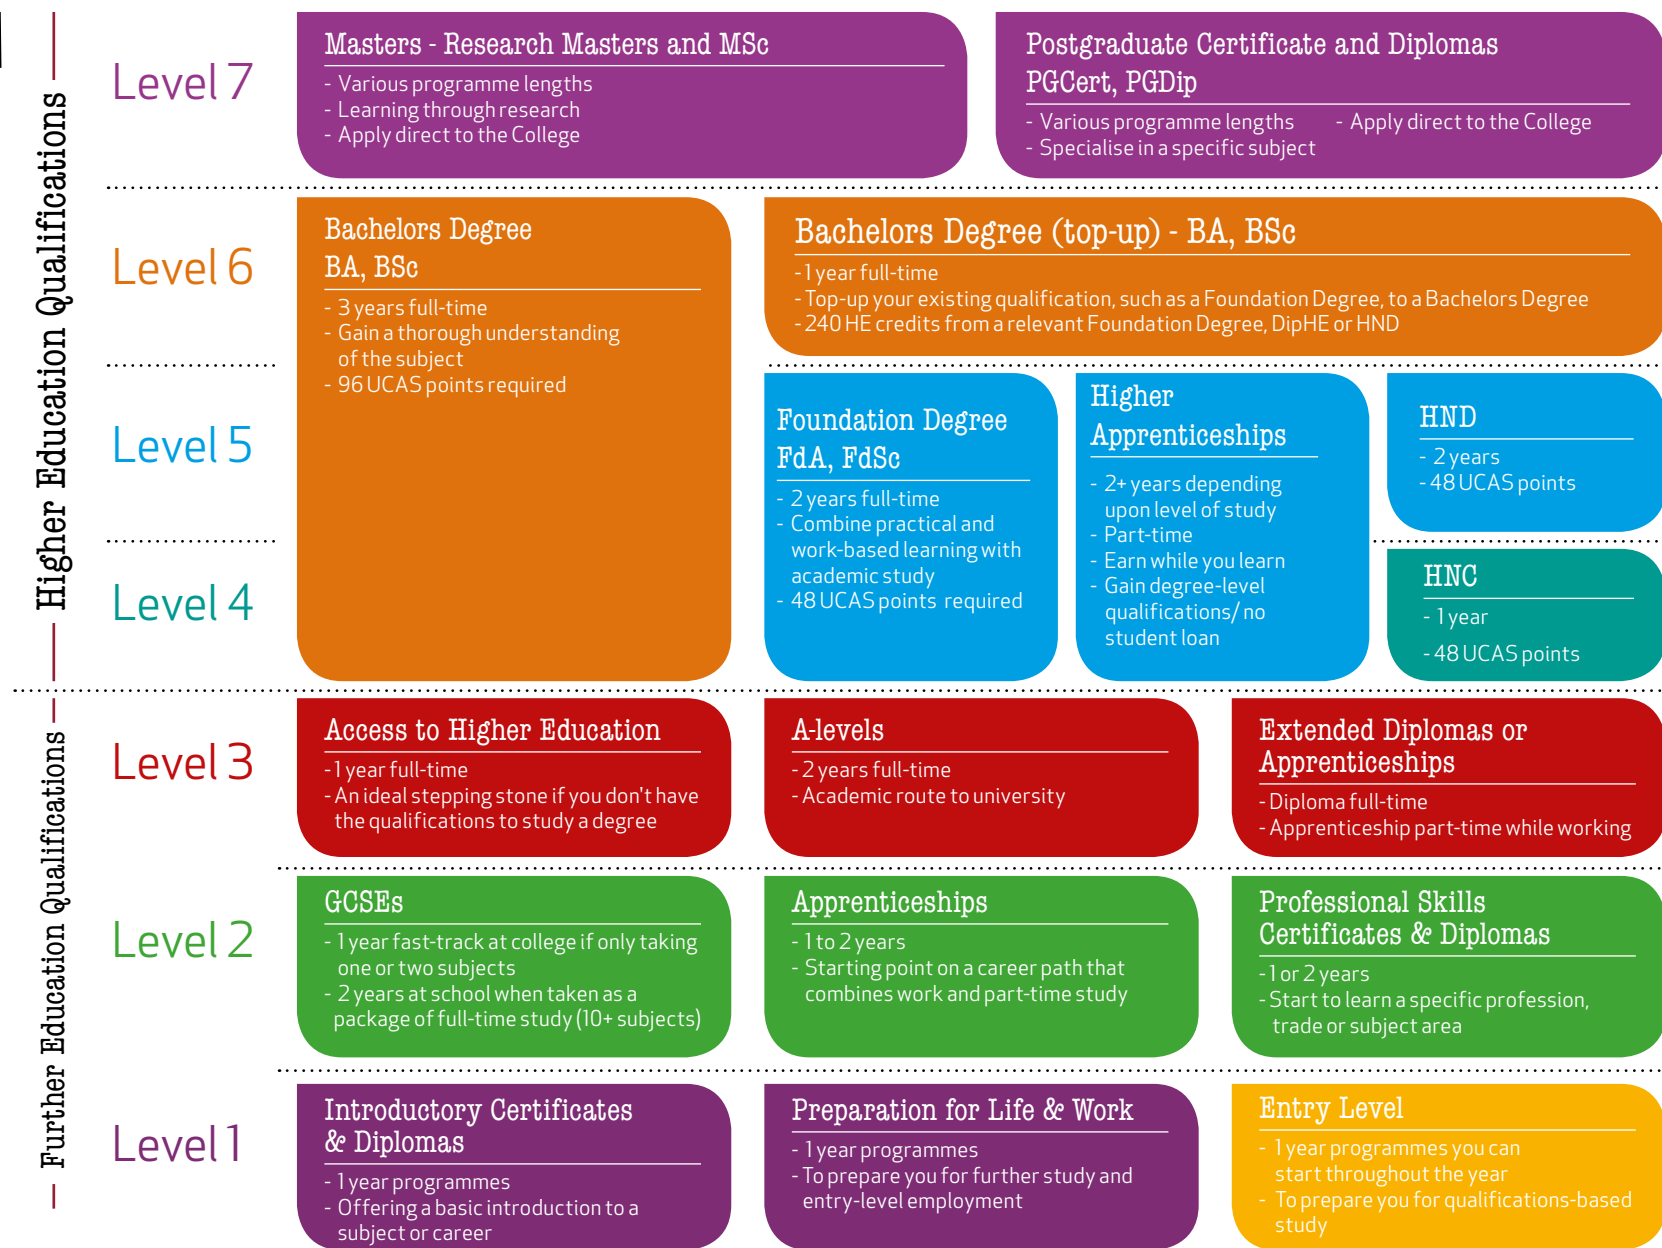 Higher Education Qualifications
Level 7
Masters - Research Masters and MSc
- Various programme lengths
- Learning through research
- Apply direct to the College
Postgraduate Certificate and Diplomas
PGCert, PGDip
- Various programme lengths - Apply direct to the College
- Specialise in a specific subject
Level 6
Bachelors Degree
BA, BSc
- 3 years full-time
- Gain a thorough understanding
of the subject
- 96 UCAS points required
Bachelors Degree (top-up) - BA, BSc
- 1 year full-time
- Top-up your existing qualification, such as a Foundation Degree, to a Bachelors Degree
- 240 HE credits from a relevant Foundation Degree, DipHE or HND
Level 5
Foundation Degree
FdA, FdSc
- 2 years full-time
- Combine practical and
work-based learning with
academic study
- 48 UCAS points required
Higher
Apprenticeships
- 2+ years depending
upon level of study
- Part-time
- Earn while you learn
- Gain degree-level
qualifications/ no
student loan
HND
- 2 years
- 48 UCAS points
Level 4
HNC
- 1 year
- 48 UCAS points
Further Education Qualifications
Level 3
Access to Higher Education
- 1 year full-time
- An ideal stepping stone if you don't have
the qualifications to study a degree
A-levels
- 2 years full-time
- Academic route to university
Extended Diplomas or
Apprenticeships
- Diploma full-time
- Apprenticeship part-time while working
Level 2
GCSEs
- 1 year fast-track at college if only taking
one or two subjects
- 2 years at school when taken as a
package of full-time study (10+ subjects)
Apprenticeships
- 1 to 2 years
- Starting point on a career path that
combines work and part-time study
Professional Skills
Certificates & Diplomas
- 1 or 2 years
- Start to learn a specific profession,
trade or subject area
Level 1
Introductory Certificates
& Diplomas
- 1 year programmes
- Offering a basic introduction to a
subject or career
Preparation for Life & Work
- 1 year programmes
- To prepare you for further study and
entry-level employment
Entry Level
- 1 year programmes you can
start throughout the year
- To prepare you for qualifications-based
study